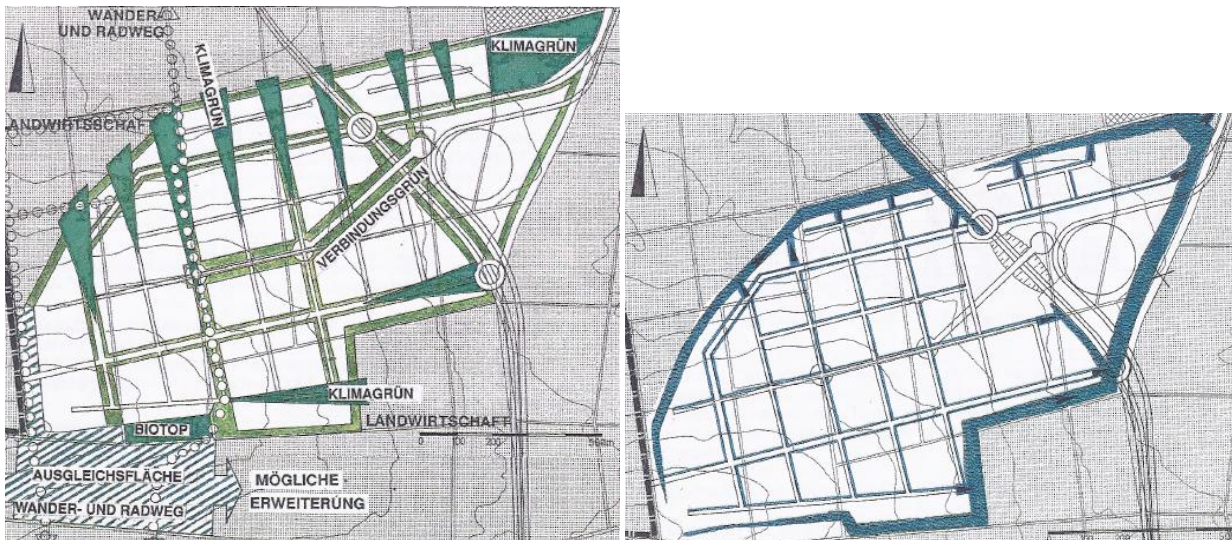 WANDER-
UND RADWEG
KLIMAGRÜN
KLIMAGRÜN
LANDWIRTSSCHAFT
VERBINDUNGSGRÜN
KLIMAGRÜN
LANDWIRTSCHAFT
BIOTOP
0 100 200 500m
AUSGLEICHSFLÄCHE
MÖGLICHE
ERWEITERUNG
WANDER- UND RADWEG